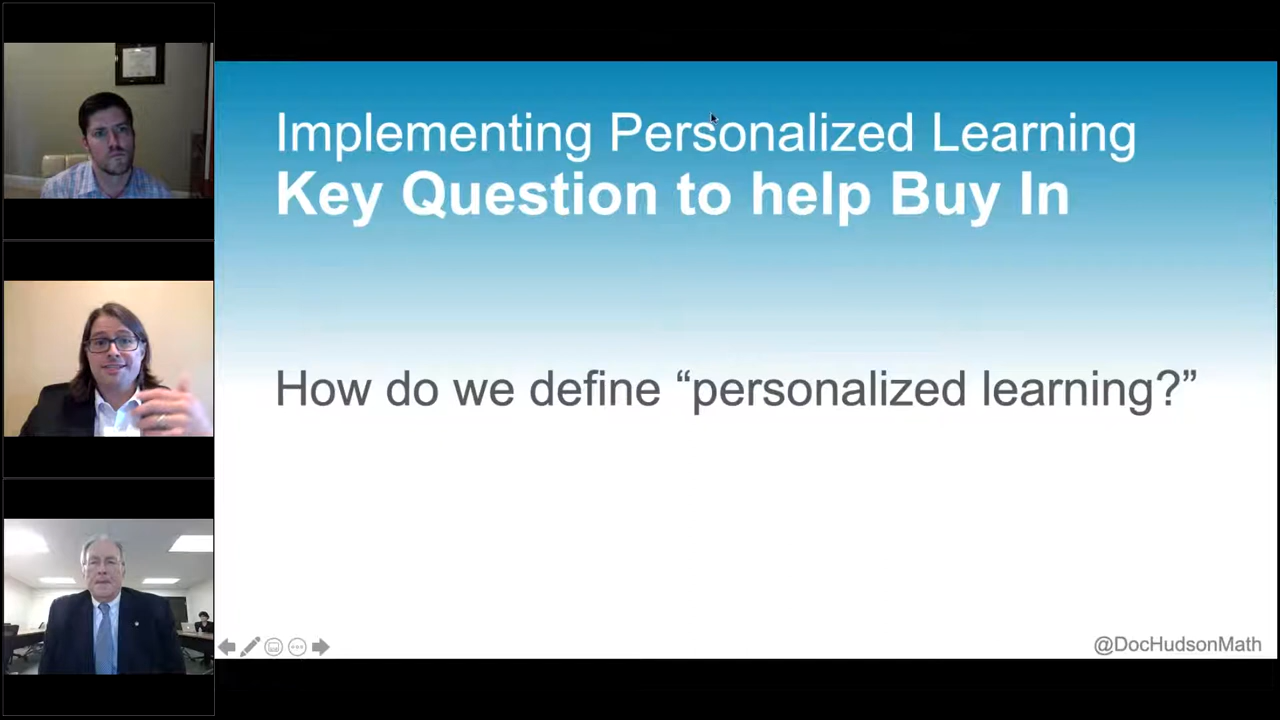 Implementing Personalized Learning
Key Question to help Buy In
How do we define “personalized learning?”
@DocHudsonMath